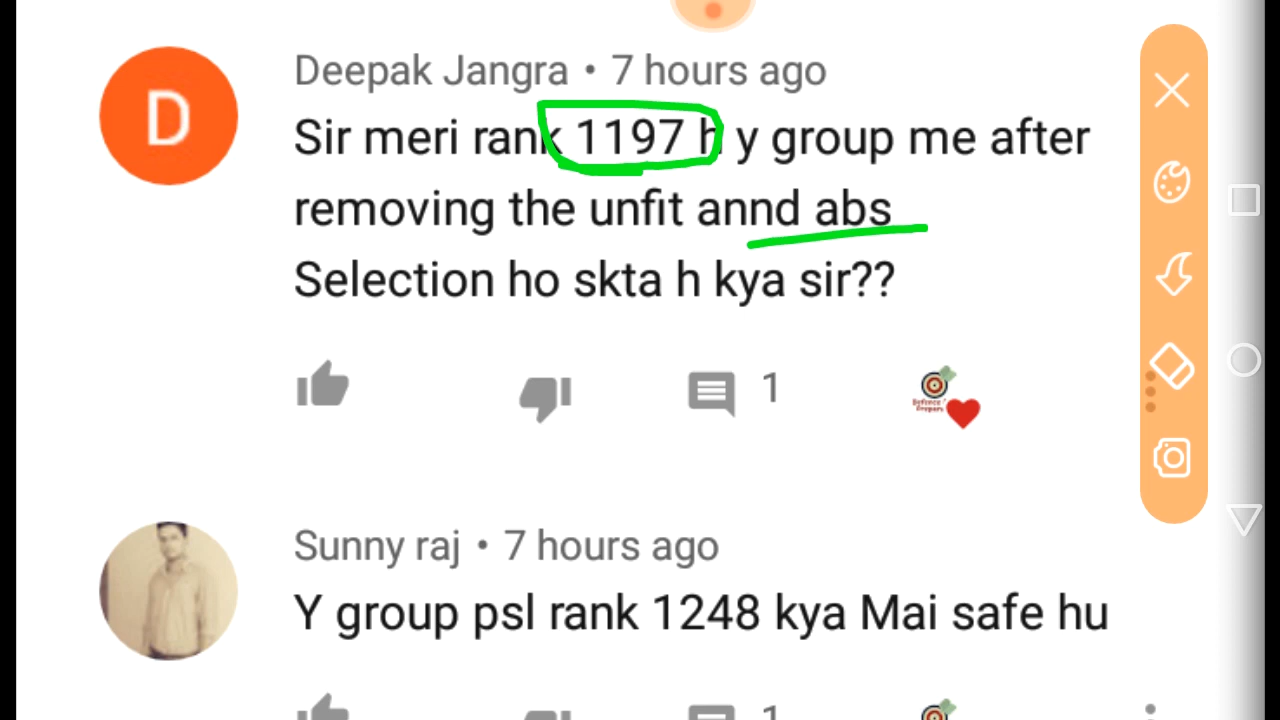 Deepak Jangra • 7 hours ago
Sir meri rank 1197 h y group me after
removing the unfit annd abs
Selection ho skta h kya sir??
1
Sunny raj • 7 hours ago
Y group psl rank 1248 kya Mai safe hu
1
D